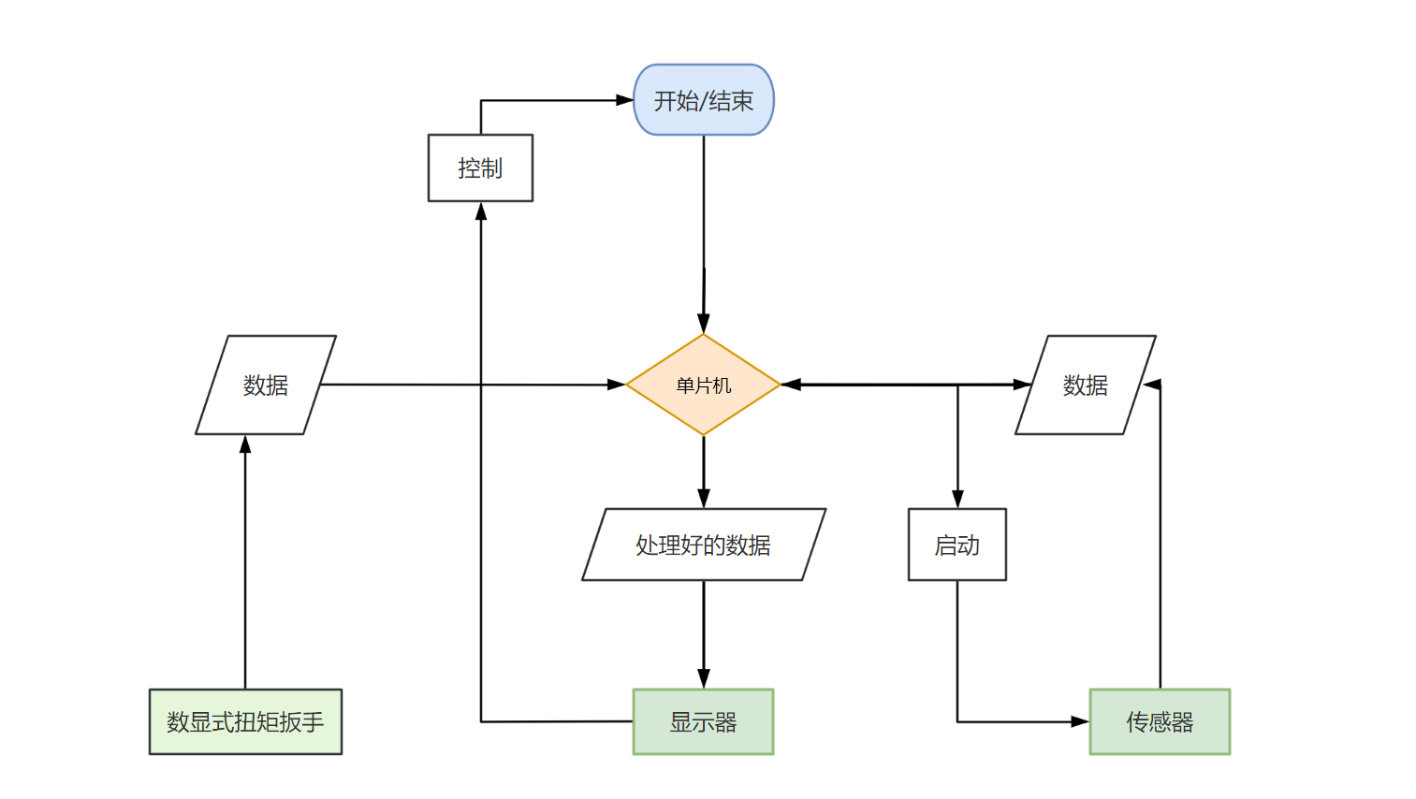 开始/结束
控制
数据
单片机
数据
处理好的数据
启动
数显式扭矩扳手
显示器
传感器